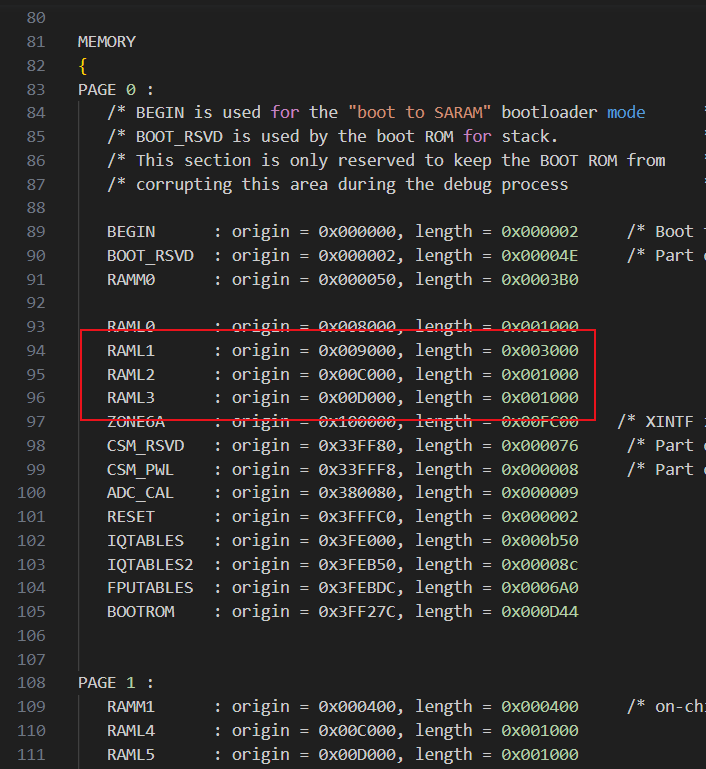 80
81 MEMORY
82 {
83 PAGE 0 :
84 /* BEGIN is used for the "boot to SARAM" bootloader mode
85 /* BOOT_RSVD is used by the boot ROM for stack.
86 /* This section is only reserved to keep the BOOT ROM from
87 /* corrupting this area during the debug process
88
89 BEGIN : origin = 0x000000, length = 0x000002 /* Boot
90 BOOT_RSVD : origin = 0x000002, length = 0x00004E /* Part
91 RAMM0 : origin = 0x000050, length = 0x0003B0
92
93 RAML0 : origin = 0x008000, length = 0x001000
94 RAML1 : origin = 0x009000, length = 0x003000
95 RAML2 : origin = 0x00C000, length = 0x001000
96 RAML3 : origin = 0x00D000, length = 0x001000
97 ZONE6A : origin = 0x100000, length = 0x00FC00 /* XINTF
98 CSM_RSVD : origin = 0x33FF80, length = 0x000076 /* Part
99 CSM_PWL : origin = 0x33FFF8, length = 0x000008 /* Part
100 ADC_CAL : origin = 0x380080, length = 0x000009
101 RESET : origin = 0x3FFFC0, length = 0x000002
102 IQTABLES : origin = 0x3FE000, length = 0x000b50
103 IQTABLES2 : origin = 0x3FEB50, length = 0x00008c
104 FPUTABLES : origin = 0x3FEBDC, length = 0x0006A0
105 BOOTROM : origin = 0x3FF27C, length = 0x000D44
106
107
108 PAGE 1 :
109 RAMM1 : origin = 0x000400, length = 0x000400 /* on-ch
110 RAML4 : origin = 0x00C000, length = 0x001000
111 RAML5 : origin = 0x00D000, length = 0x001000